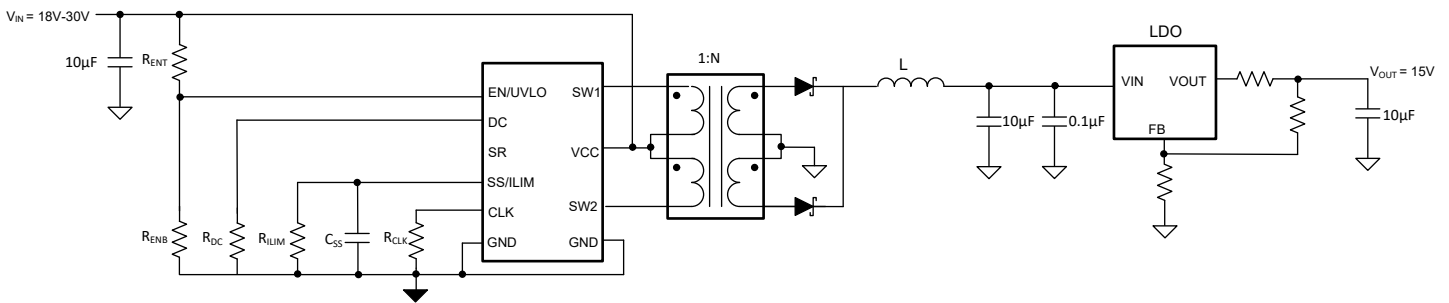 V_IN = 18V-30V
10µF
R_ENT
EN/UVLO
DC
SR
SS/ILIM
CLK
GND
SW1
VCC
SW2
GND
R_ENB
R_DC
R_ILIM
C_SS
R_CLK
1:N
L
10µF
0.1µF
LDO
VIN
VOUT
FB
V_OUT = 15V
10µF